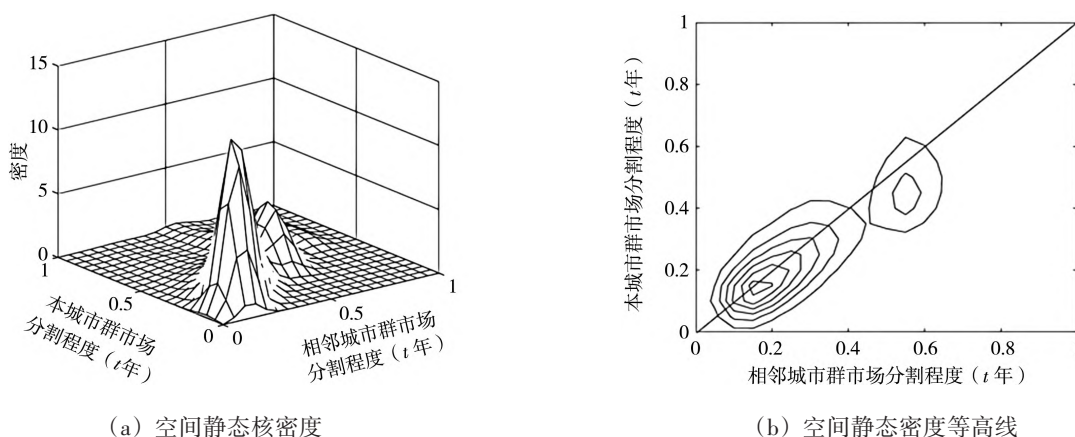 15
10
5
0
密度
1
0.5
0
本城市群市场
分割程度（t年）
0
0.5
1
相邻城市群市场
分割程度（t年）
（a）空间静态核密度
1
0.8
0.6
0.4
0.2
0
本城市群市场分割程度（t年）
0
0.2
0.4
0.6
0.8
相邻城市群市场分割程度（t年）
（b）空间静态密度等高线